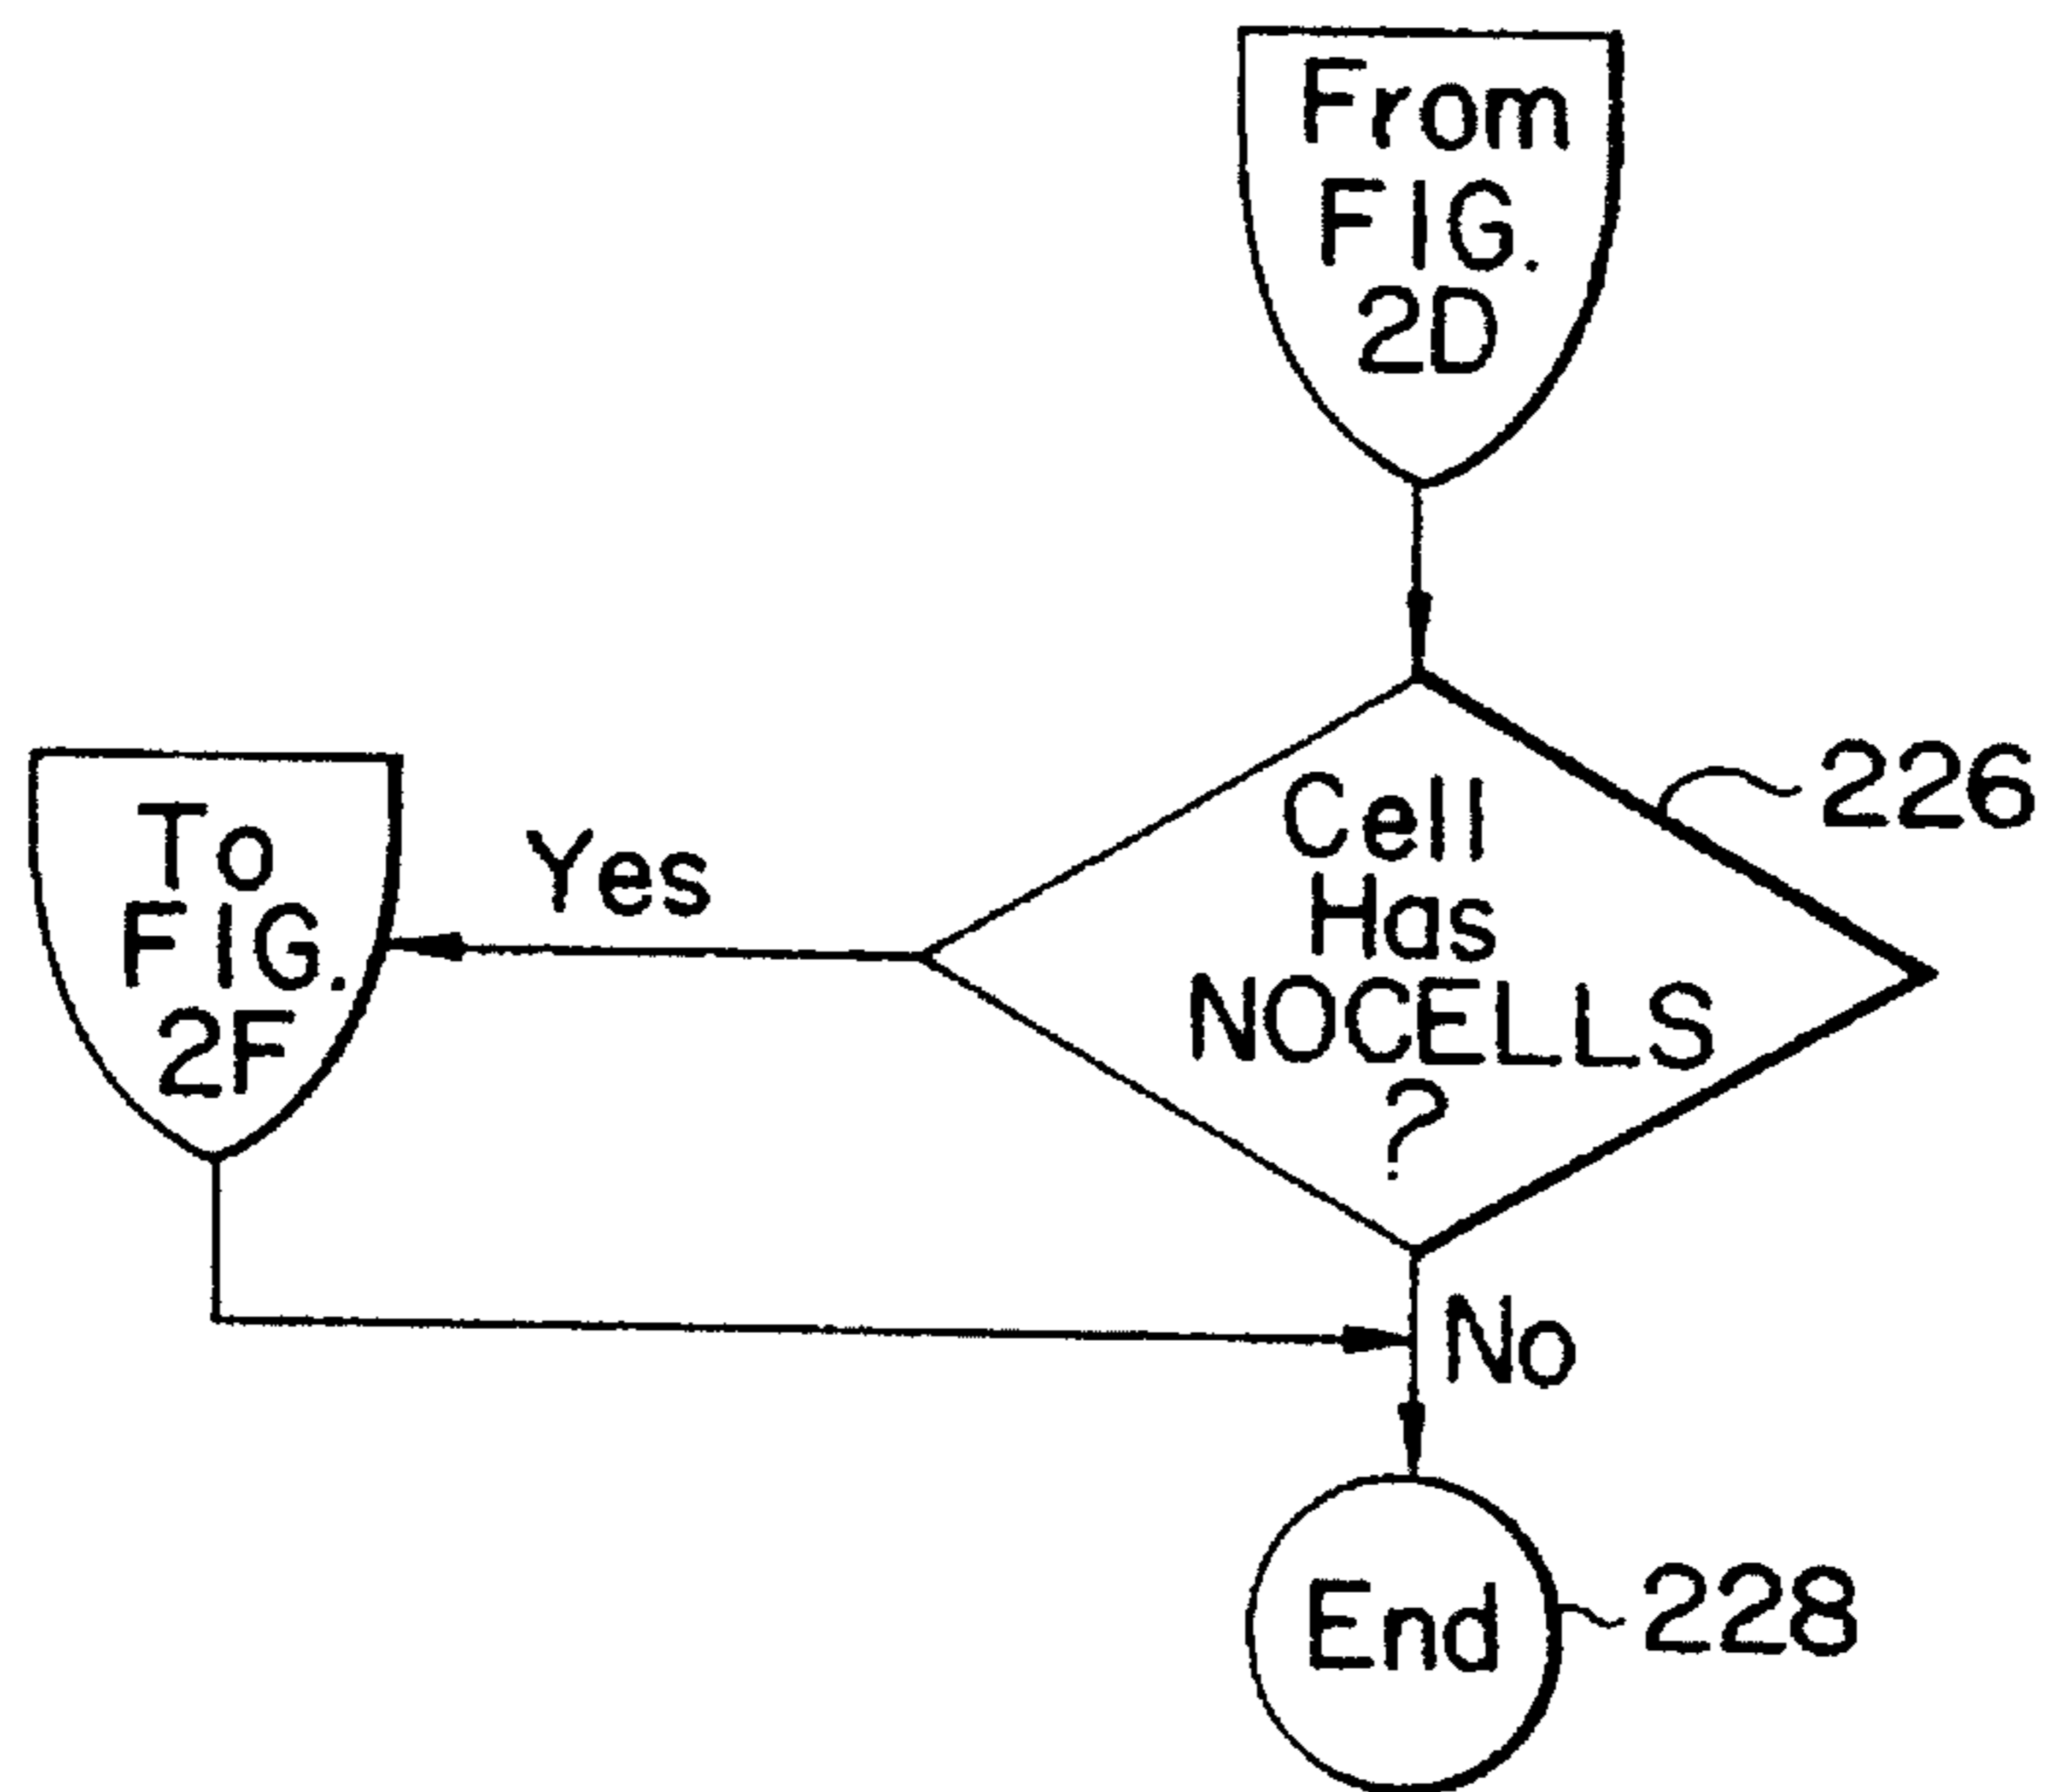 From
FIG.
2D
226
Cell
Has
NOCELLS
?
Yes
To
FIG.
2F
No
End
228